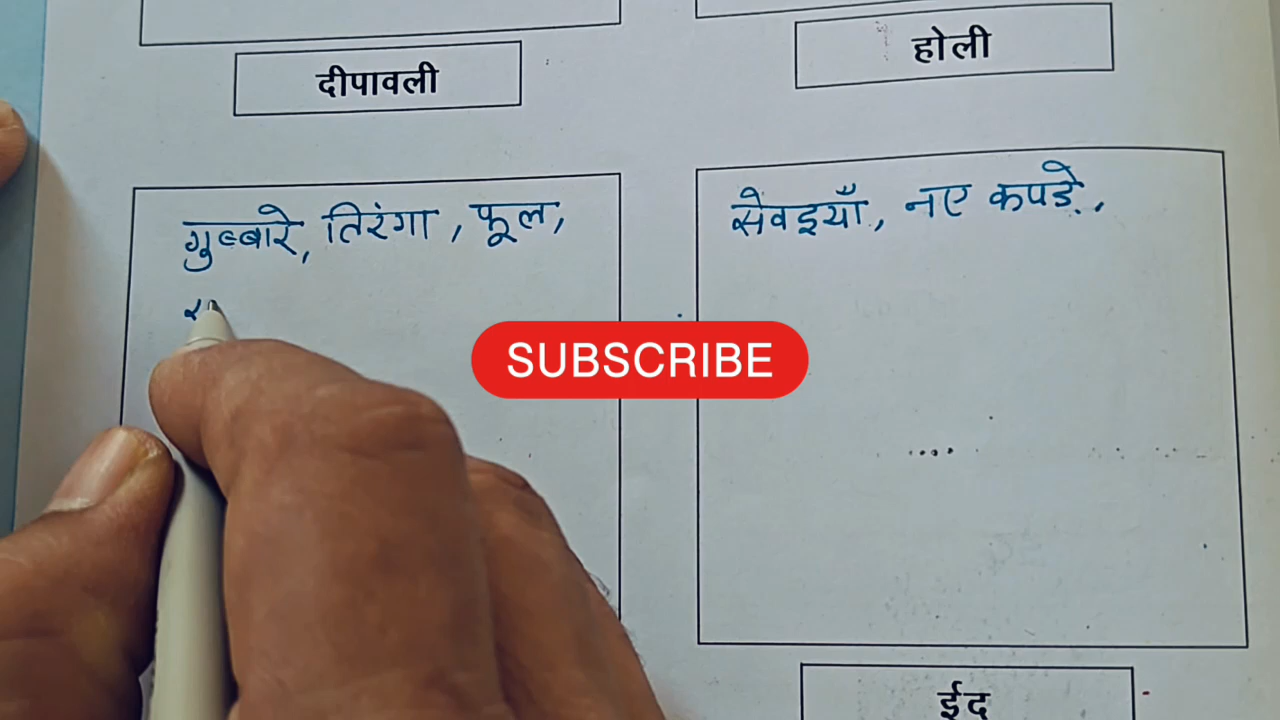 दीपावली
होली
गुब्बारे, तिरंगा, फूल,
सेवइयाँ, नए कपड़े,
SUBSCRIBE
ईद